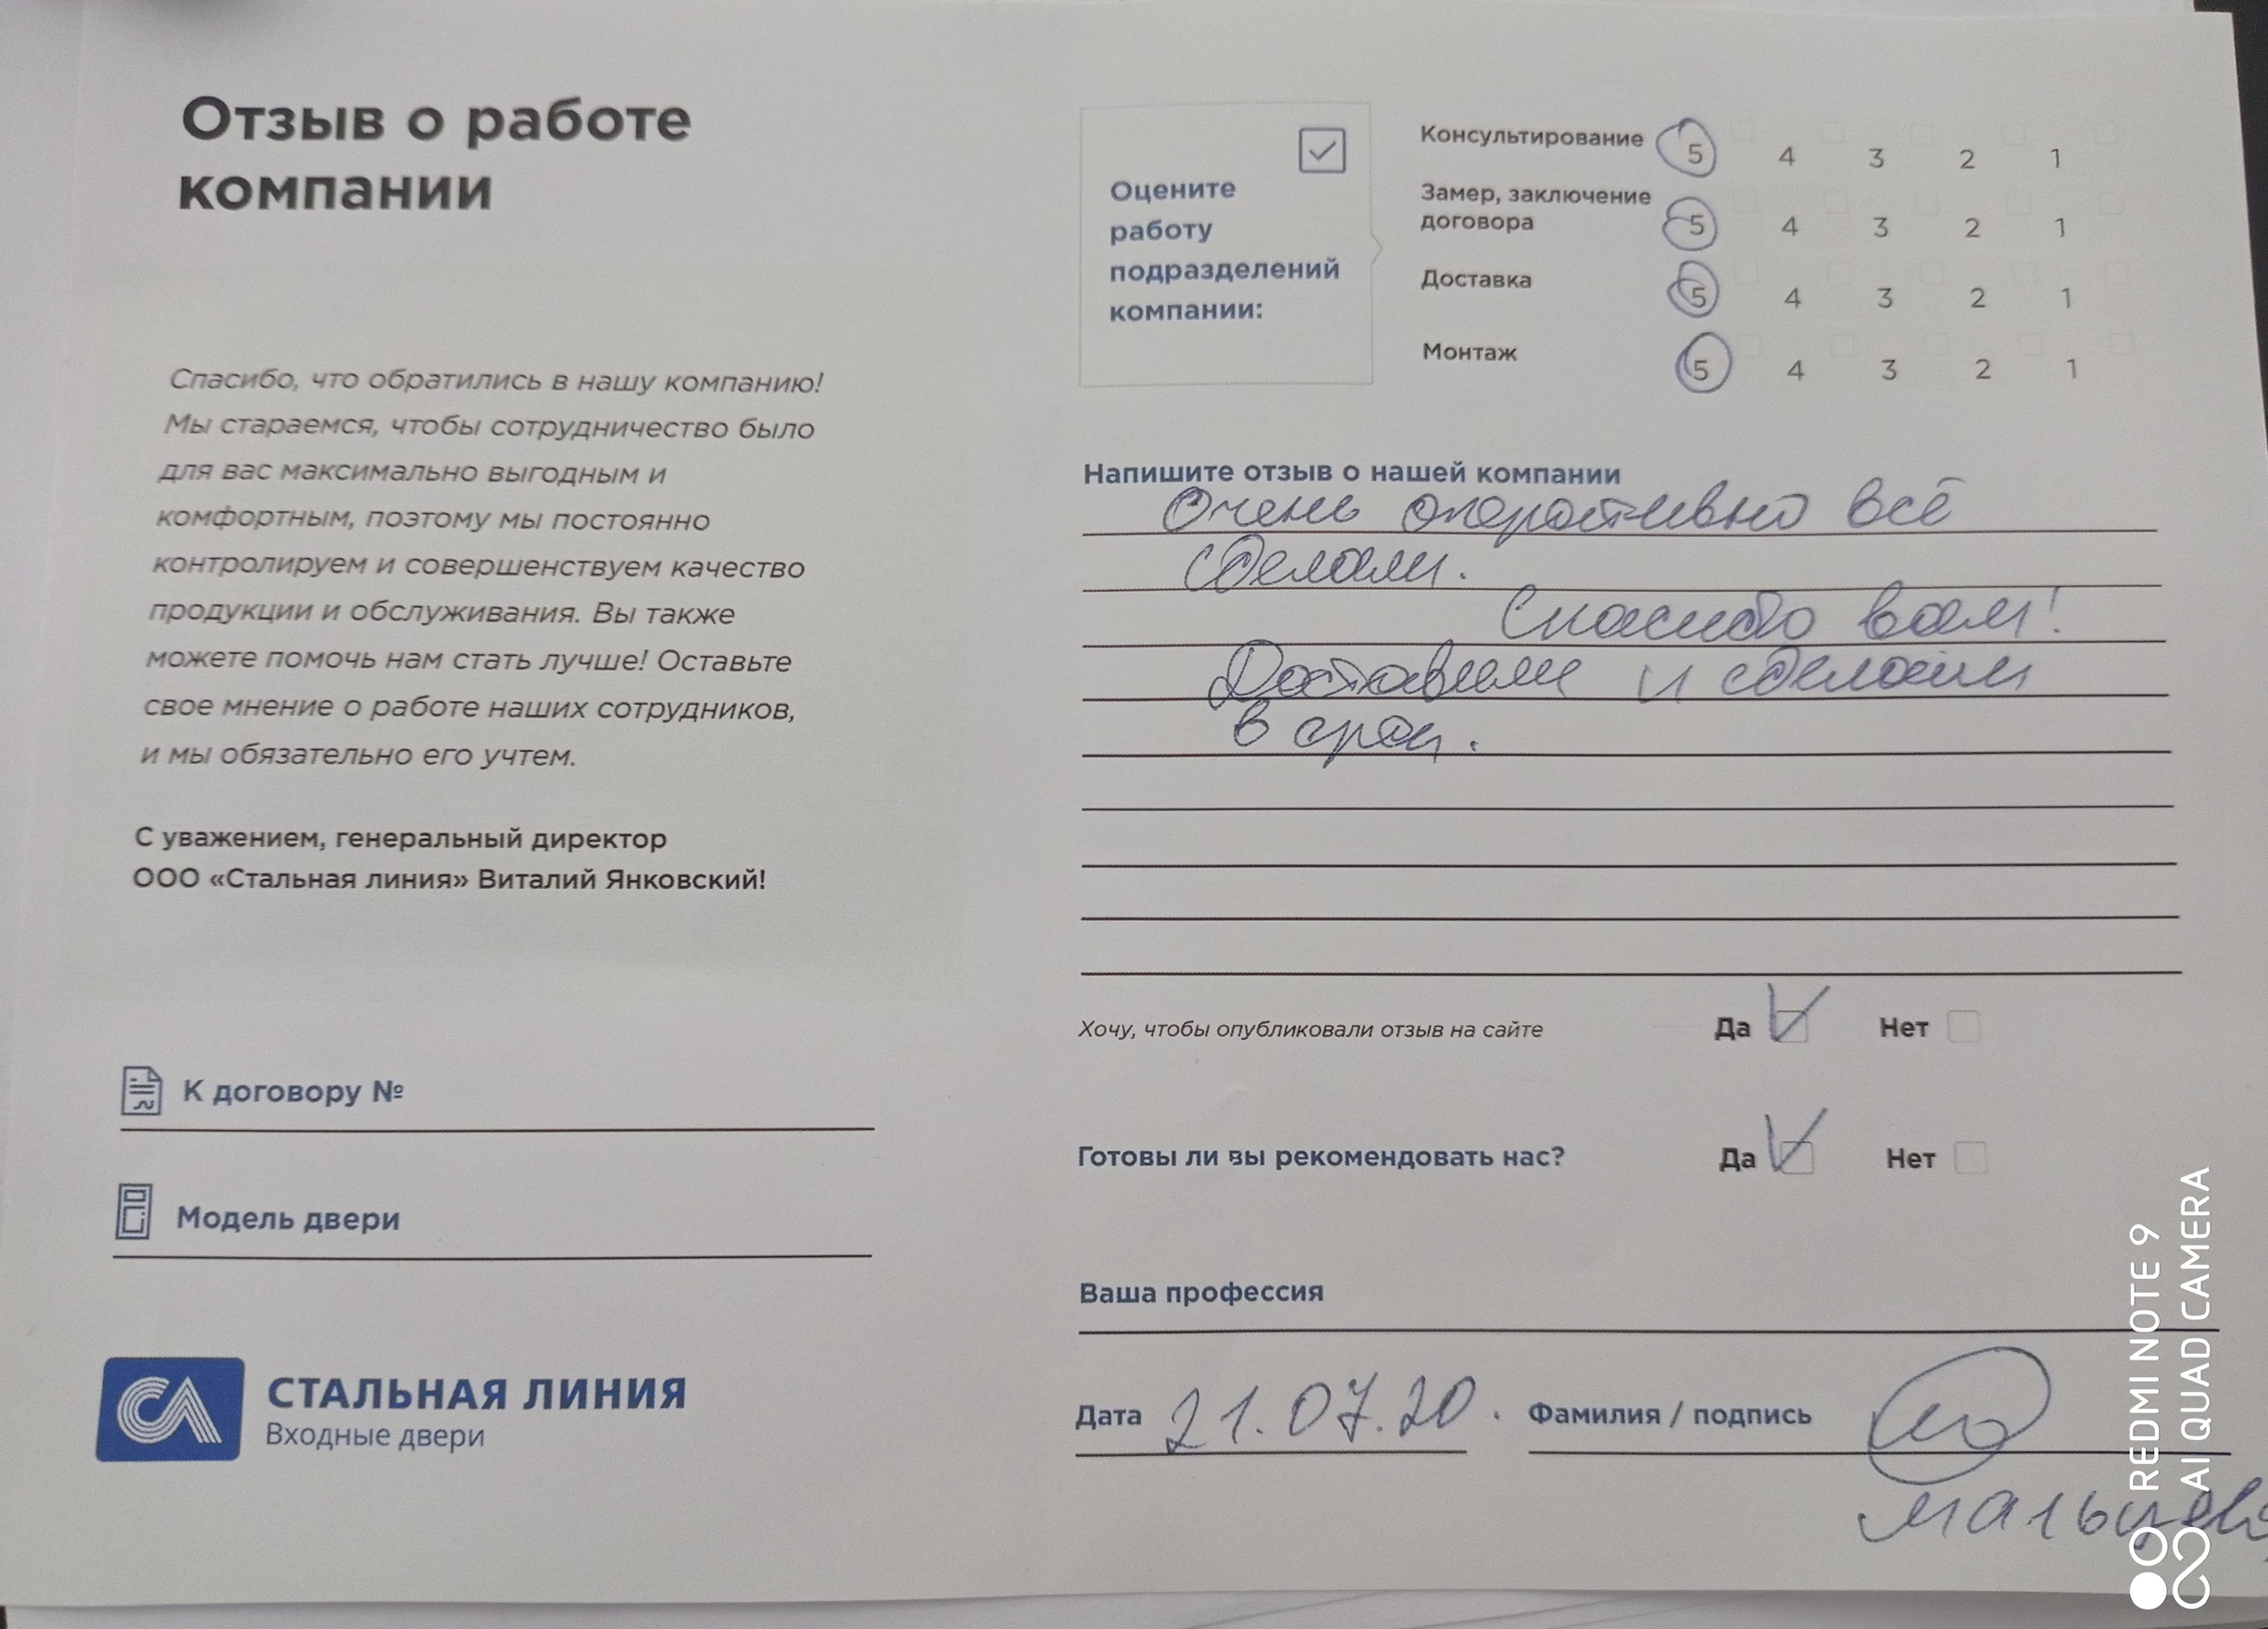 Отзыв о работе
компании
Спасибо, что обратились в нашу компанию!
Мы стараемся, чтобы сотрудничество было
для вас максимально выгодным и
комфортным, поэтому мы постоянно
контролируем и совершенствуем качество
продукции и обслуживания. Вы также
можете помочь нам стать лучше! Оставьте
свое мнение о работе наших сотрудников,
и мы обязательно его учтем.
С уважением, генеральный директор
ООО «Стальная линия» Виталий Янковский!
К договору №
Модель двери
СА
СТАЛЬНАЯ ЛИНИЯ
Входные двери
Оцените
работу
подразделений
компании:
Консультирование 5 4 3 2 1
Замер, заключение
договора 5 4 3 2 1
Доставка 5 4 3 2 1
Монтаж 5 4 3 2 1
Напишите отзыв о нашей компании
Очень оперативно всё
сделали.
Спасибо вам!
Доставили и сделали
в срок.
Хочу, чтобы опубликовали отзыв на сайте Да Нет
Готовы ли вы рекомендовать нас? Да Нет
Ваша профессия
Дата 21.07.20. Фамилия / подпись
REDMI NOTE 9
AI QUAD CAMERA